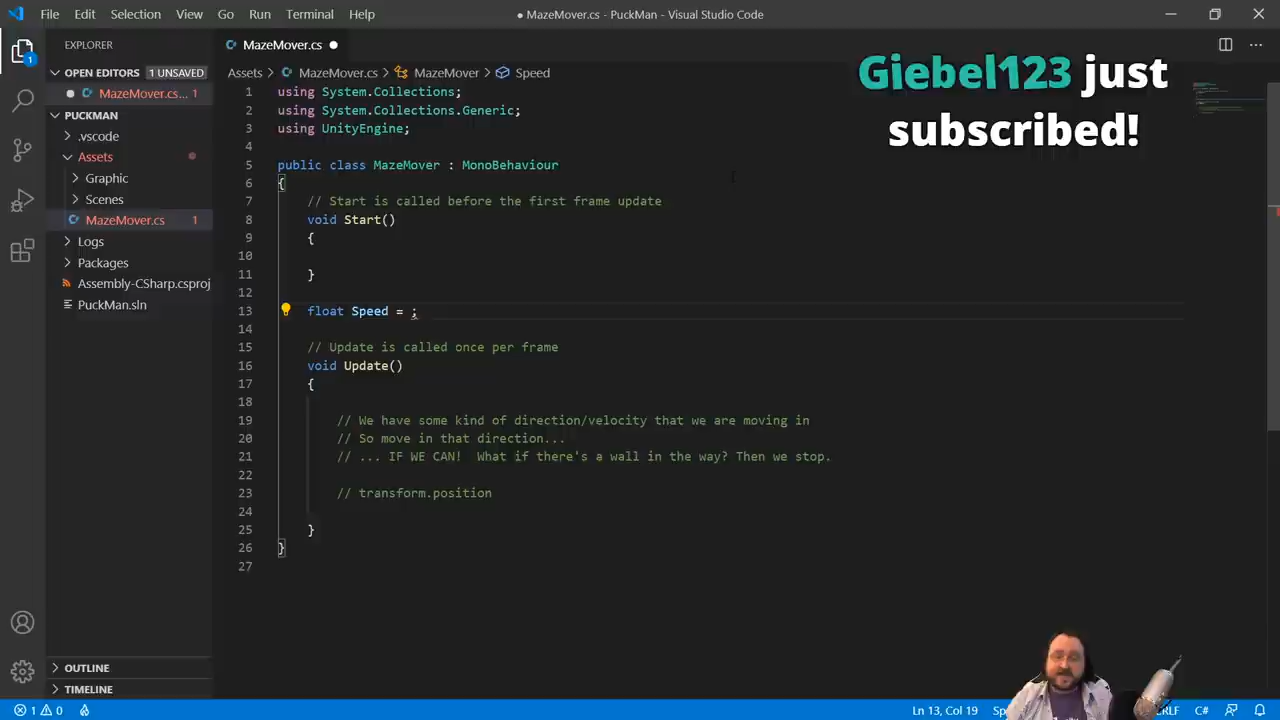 File Edit Selection View Go Run Terminal Help
● MazeMover.cs - PuckMan - Visual Studio Code
EXPLORER
OPEN EDITORS 1 UNSAVED
MazeMover.cs... 1
PUCKMAN
.vscode
Assets
Graphic
Scenes
MazeMover.cs 1
Logs
Packages
Assembly-CSharp.csproj
PuckMan.sln
OUTLINE
TIMELINE
MazeMover.cs ●
Assets > MazeMover.cs > MazeMover > Speed
Giebel123 just
subscribed!
1 using System.Collections;
2 using System.Collections.Generic;
3 using UnityEngine;
4
5 public class MazeMover : MonoBehaviour
6 {
7 // Start is called before the first frame update
8 void Start()
9 {
10
11 }
12
13 float Speed = ;
14
15 // Update is called once per frame
16 void Update()
17 {
18
19 // We have some kind of direction/velocity that we are moving in
20 // So move in that direction...
21 // ... IF WE CAN!  What if there's a wall in the way? Then we stop.
22
23 // transform.position
24
25 }
26 }
27
1 0
Ln 13, Col 19
C#